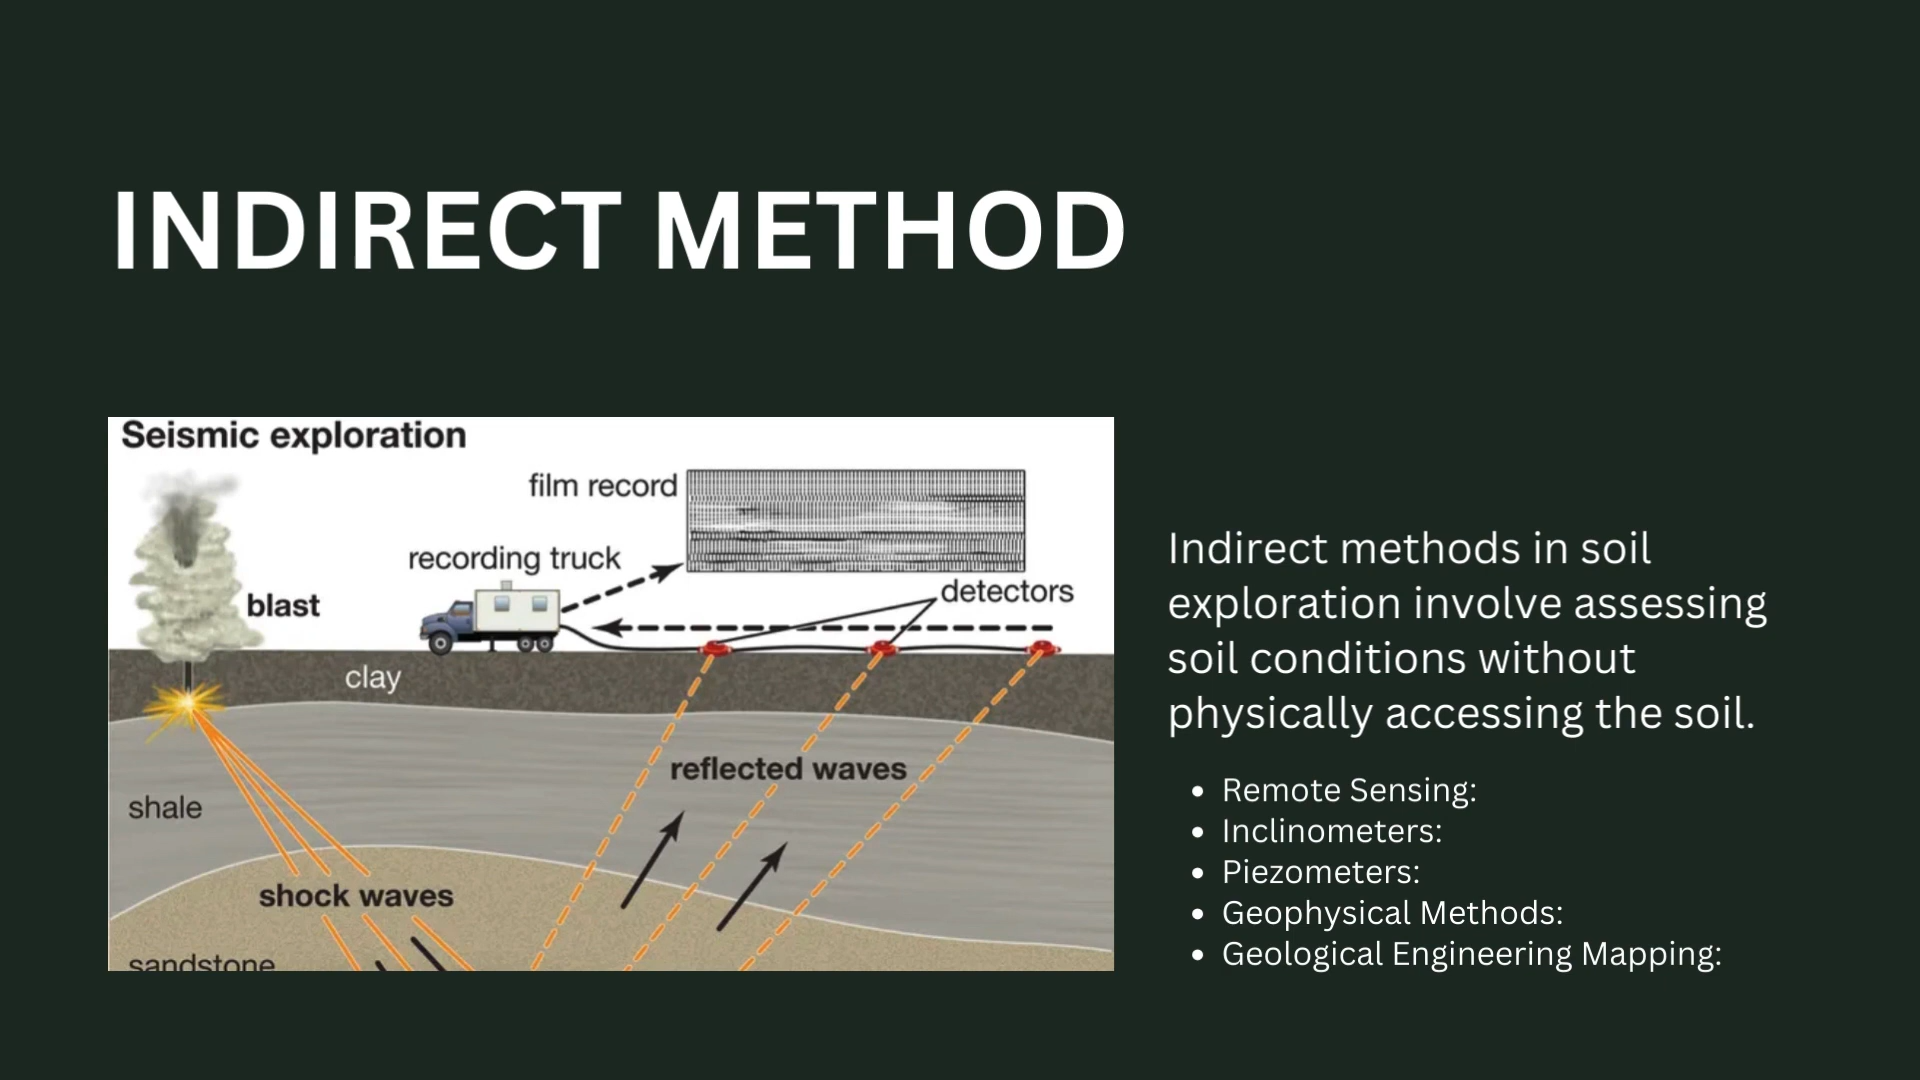 INDIRECT METHOD
Seismic exploration
film record
recording truck
detectors
blast
clay
reflected waves
shale
shock waves
sandstone
Indirect methods in soil
exploration involve assessing
soil conditions without
physically accessing the soil.
• Remote Sensing:
• Inclinometers:
• Piezometers:
• Geophysical Methods:
• Geological Engineering Mapping: